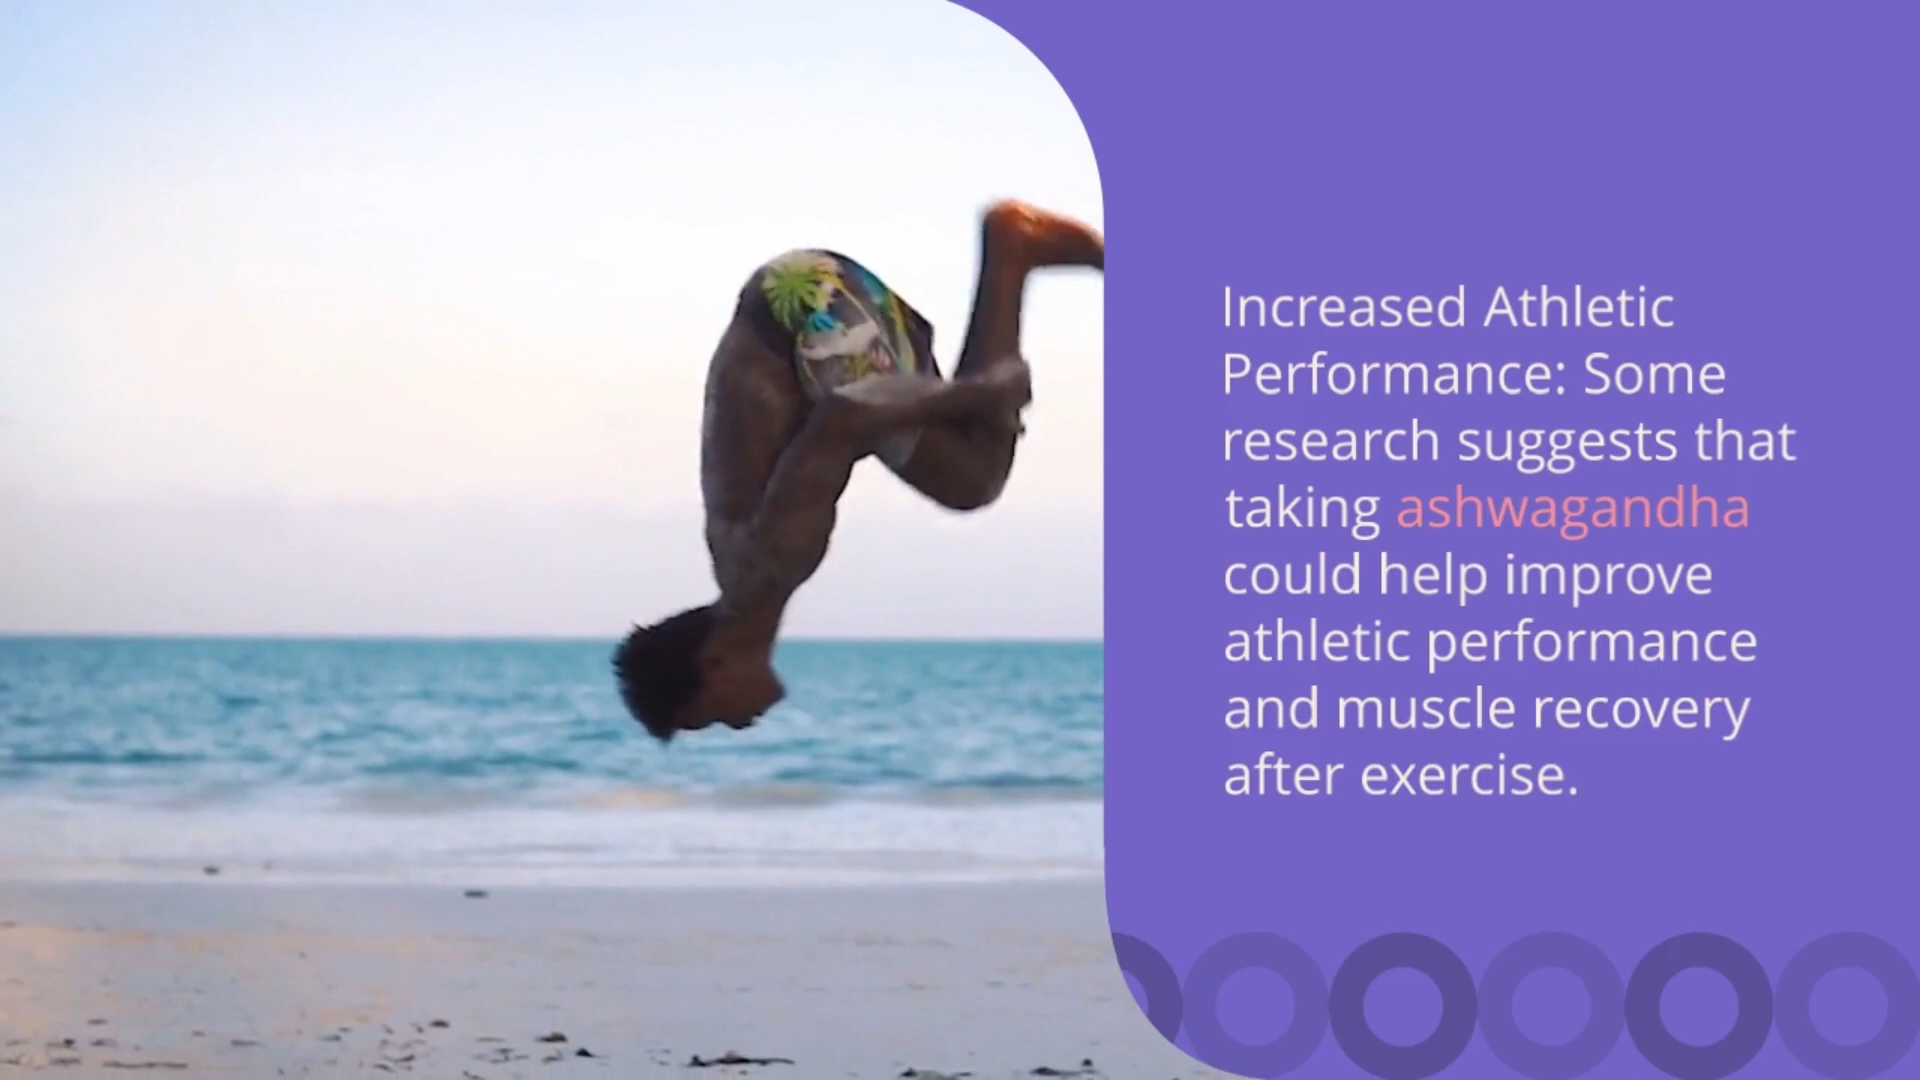 Increased Athletic
Performance: Some
research suggests that
taking ashwagandha
could help improve
athletic performance
and muscle recovery
after exercise.